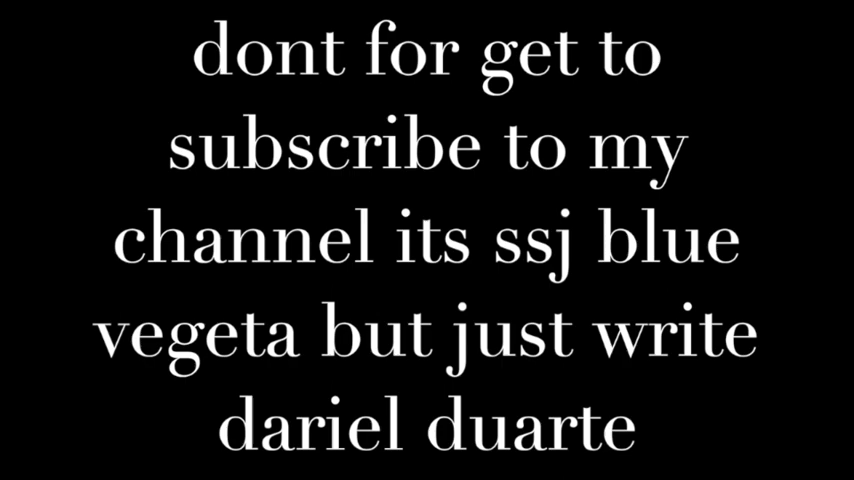 dont for get to
subscribe to my
channel its ssj blue
vegeta but just write
dariel duarte